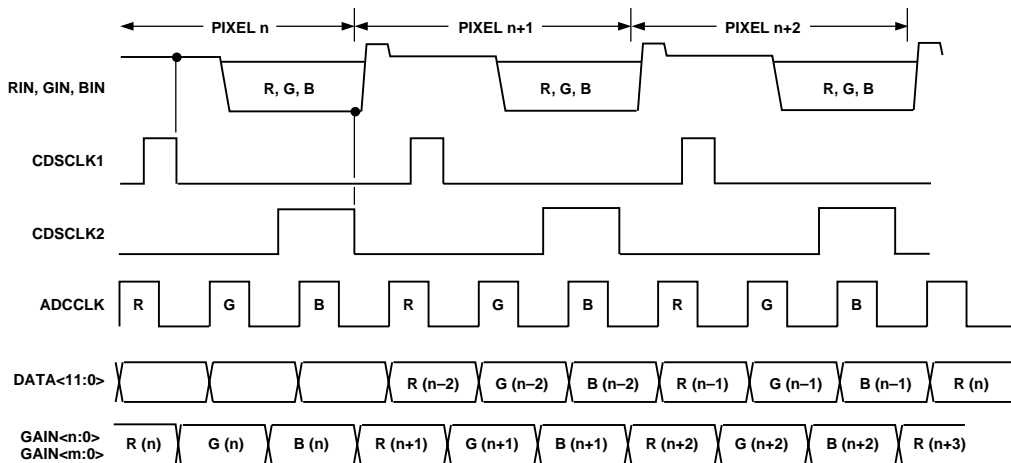 PIXEL n PIXEL n+1 PIXEL n+2
RIN, GIN, BIN R, G, B R, G, B R, G, B
CDSCLK1
CDSCLK2
ADCCLK R G B R G B R G B
DATA<11:0> R (n–2) G (n–2) B (n–2) R (n–1) G (n–1) B (n–1) R (n)
GAIN<n:0>
GAIN<m:0> R (n) G (n) B (n) R (n+1) G (n+1) B (n+1) R (n+2) G (n+2) B (n+2) R (n+3)